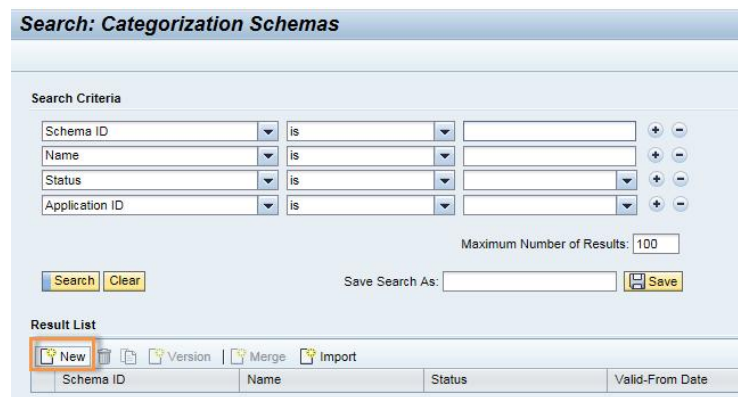 Search: Categorization Schemas
Search Criteria
Schema ID is
Name is
Status is
Application ID is
Maximum Number of Results: 100
Search Clear Save Search As: Save
Result List
New Version | Merge Import
Schema ID Name Status Valid-From Date